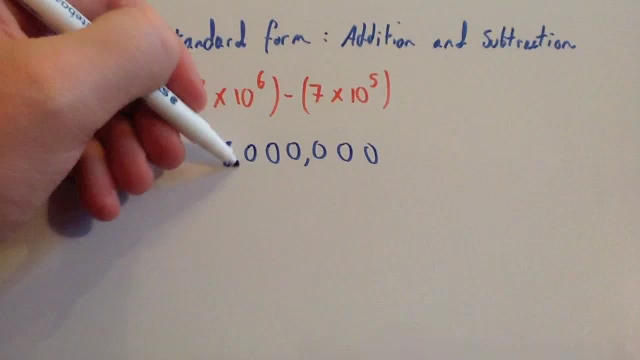 tandard form : Addition and Subtraction
× 10⁶) - (7 × 10⁵)
,000,000